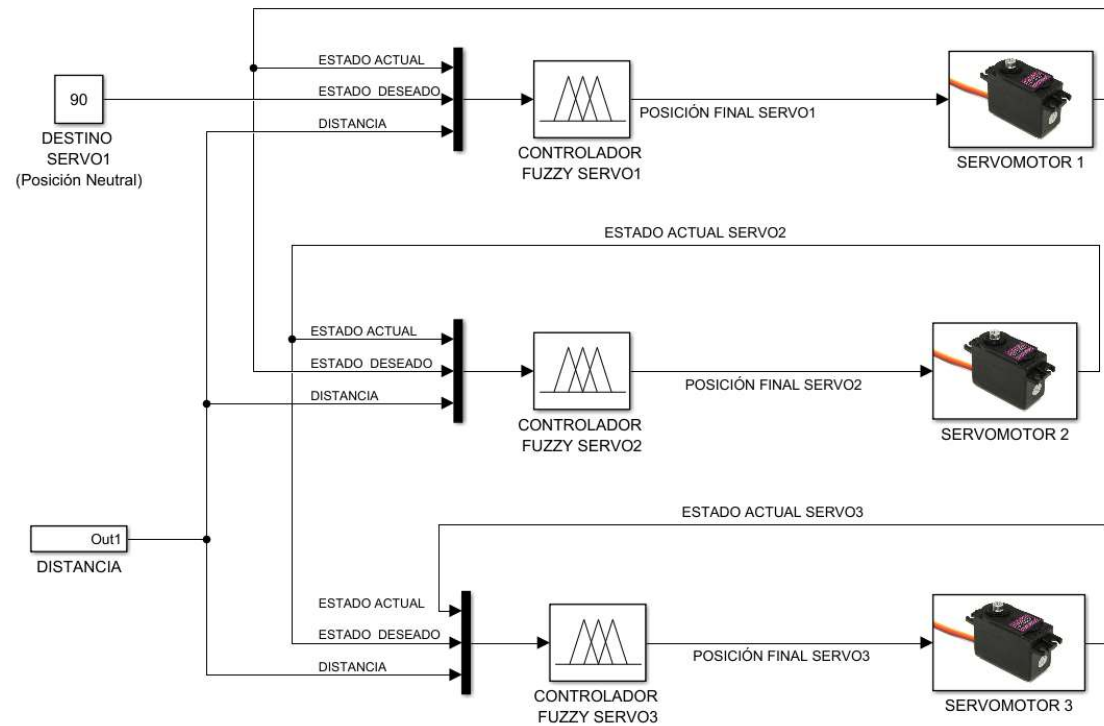 ESTADO ACTUAL
90
ESTADO  DESEADO
DISTANCIA
DESTINO
SERVO1
(Posición Neutral)
POSICIÓN FINAL SERVO1
CONTROLADOR
FUZZY SERVO1
SERVOMOTOR 1
ESTADO ACTUAL SERVO2
ESTADO ACTUAL
ESTADO  DESEADO
DISTANCIA
POSICIÓN FINAL SERVO2
CONTROLADOR
FUZZY SERVO2
SERVOMOTOR 2
ESTADO ACTUAL SERVO3
Out1
DISTANCIA
ESTADO ACTUAL
ESTADO  DESEADO
DISTANCIA
POSICIÓN FINAL SERVO3
CONTROLADOR
FUZZY SERVO3
SERVOMOTOR 3